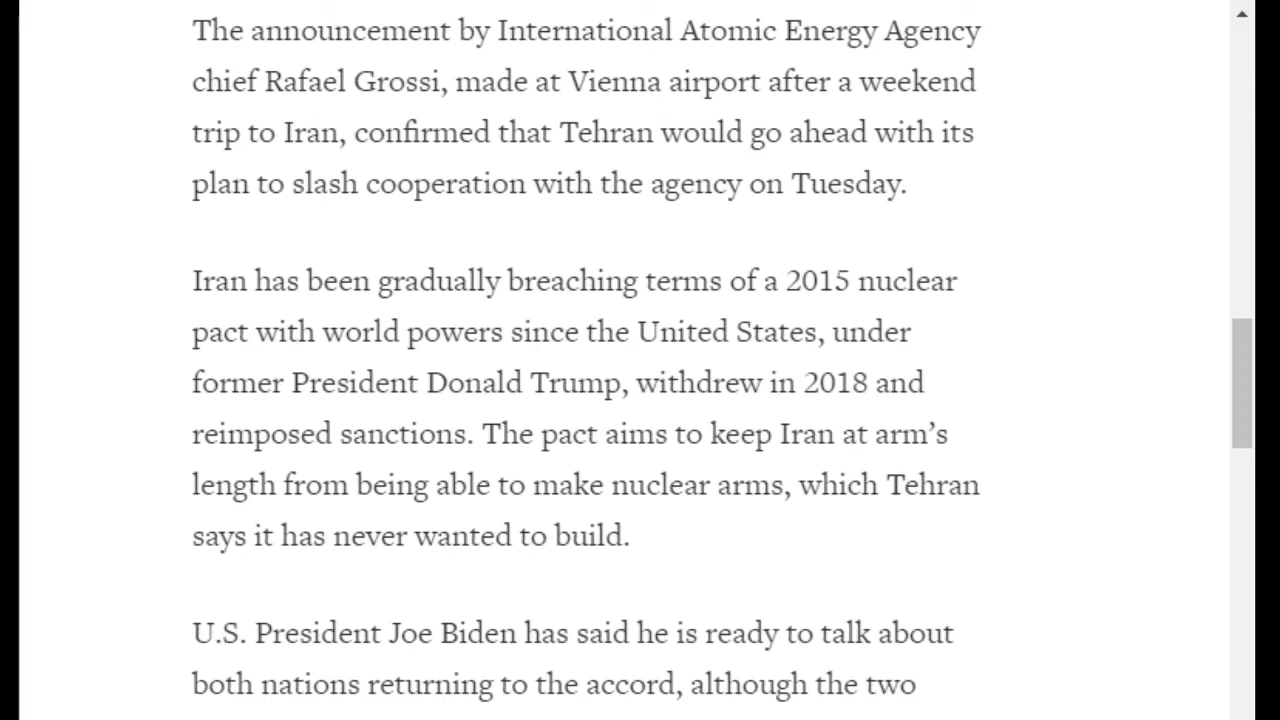 The announcement by International Atomic Energy Agency
chief Rafael Grossi, made at Vienna airport after a weekend
trip to Iran, confirmed that Tehran would go ahead with its
plan to slash cooperation with the agency on Tuesday.
Iran has been gradually breaching terms of a 2015 nuclear
pact with world powers since the United States, under
former President Donald Trump, withdrew in 2018 and
reimposed sanctions. The pact aims to keep Iran at arm’s
length from being able to make nuclear arms, which Tehran
says it has never wanted to build.
U.S. President Joe Biden has said he is ready to talk about
both nations returning to the accord, although the two